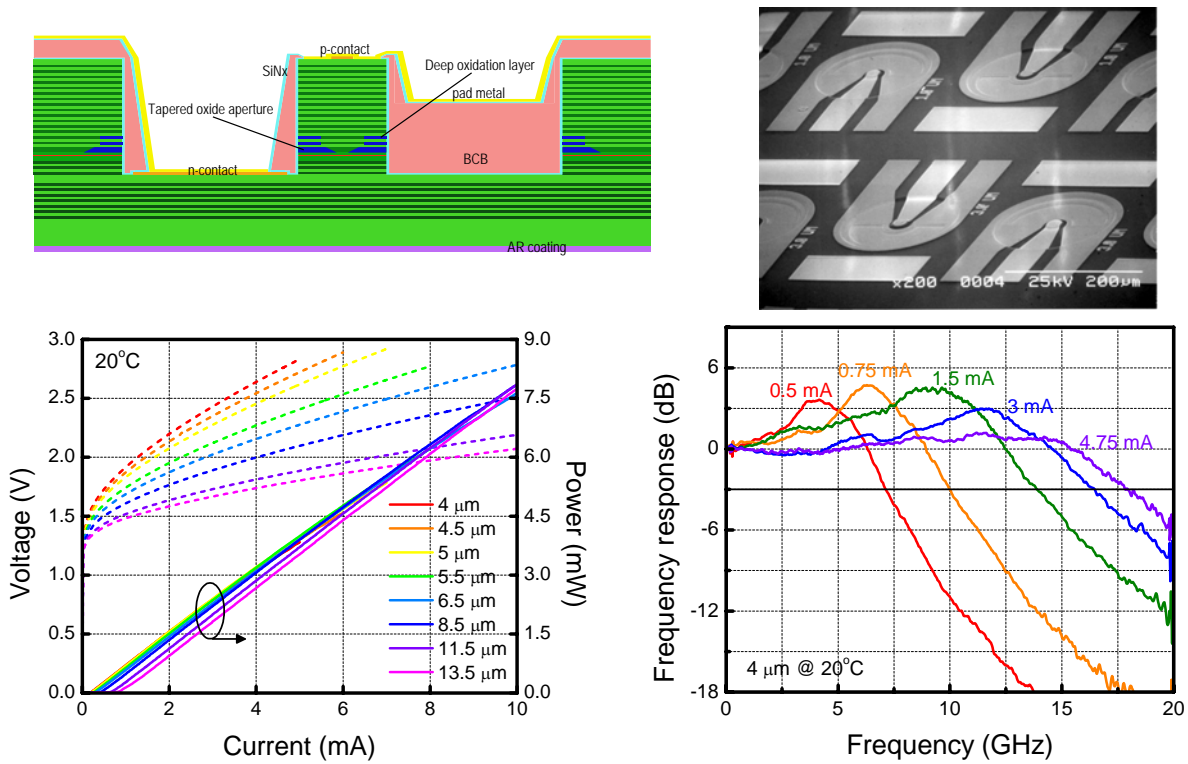 p-contact
SiNx
Deep oxidation layer
Tapered oxide aperture
pad metal
BCB
n-contact
AR coating
x200 0004 25kV 200µm
3.0
2.5
2.0
1.5
1.0
0.5
0.0
Voltage (V)
20°C
9.0
7.5
6.0
4.5
3.0
1.5
0.0
Power (mW)
4 µm
4.5 µm
5 µm
5.5 µm
6.5 µm
8.5 µm
11.5 µm
13.5 µm
0 2 4 6 8 10
Current (mA)
6
0
-6
-12
-18
Frequency response (dB)
0.5 mA
0.75 mA
1.5 mA
3 mA
4.75 mA
4 µm @ 20°C
0 5 10 15 20
Frequency (GHz)